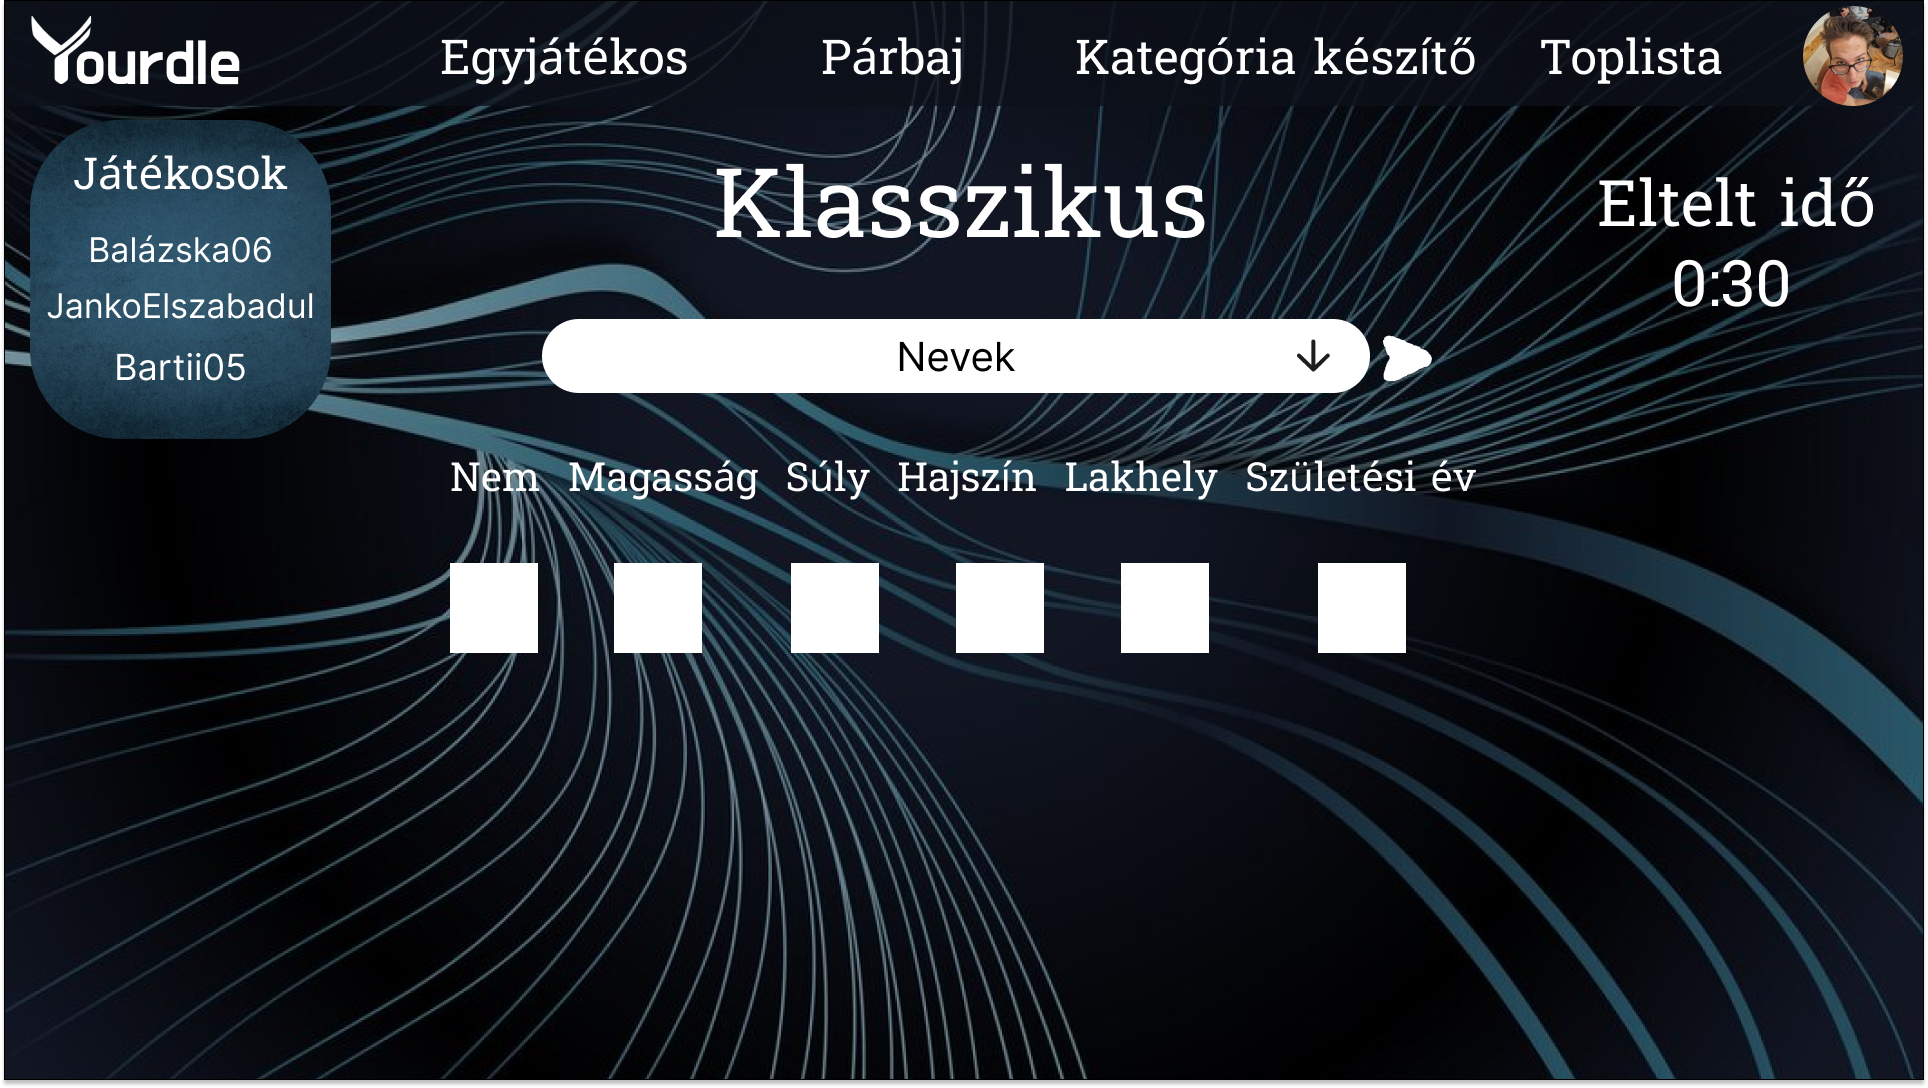 Yourdle
Egyjátékos
Párbaj
Kategória készítő
Toplista
Játékosok
Balázska06
JankoElszabadul
Bartii05
Klasszikus
Eltelt idő
0:30
Nevek
Nem Magasság Súly Hajszín Lakhely Születési év